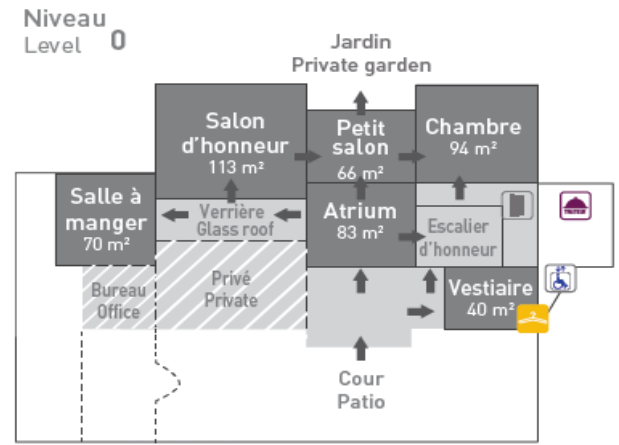 Niveau
Level 0
Jardin
Private garden
Salon
d'honneur
113 m²
Petit
salon
66 m²
Chambre
94 m²
Salle à
manger
70 m²
Verrière
Glass roof
Atrium
83 m²
Escalier
d'honneur
Bureau
Office
Privé
Private
Vestiaire
40 m²
Cour
Patio